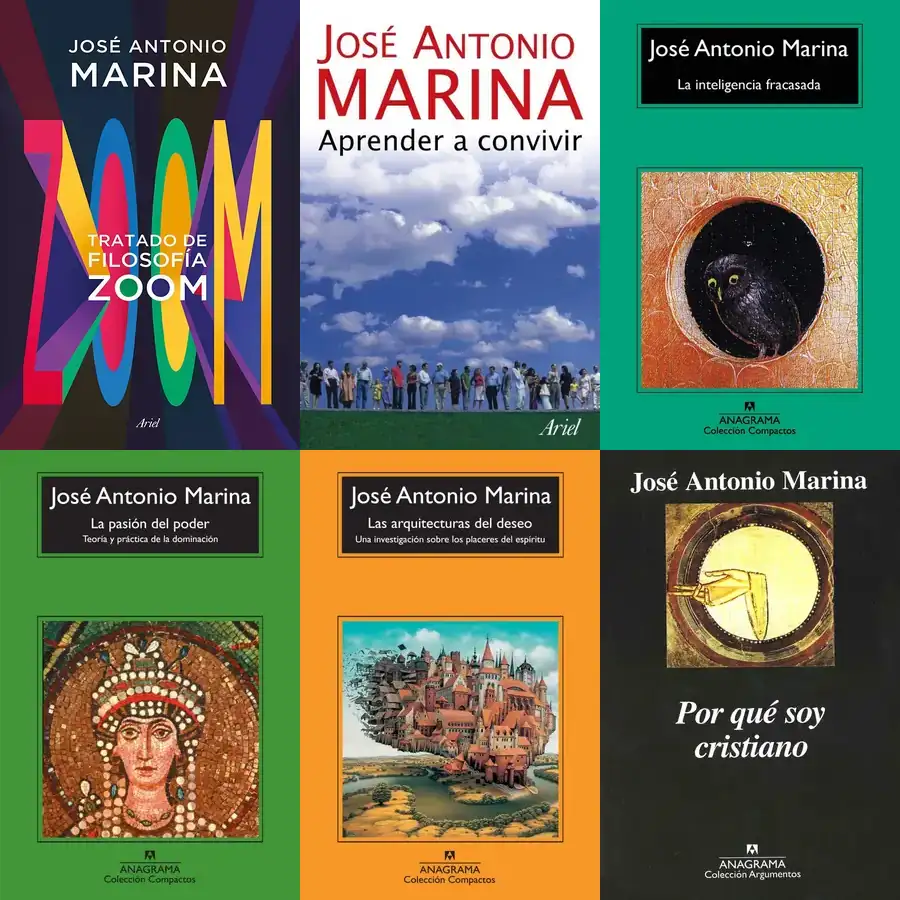 JOSÉ ANTONIO
MARINA
ZOOM
TRATADO DE
FILOSOFÍA
ZOOM
Ariel
JOSÉ ANTONIO
MARINA
Aprender a convivir
Ariel
José Antonio Marina
La inteligencia fracasada
ANAGRAMA
Colección Compactos
José Antonio Marina
La pasión del poder
Teoría y práctica de la dominación
ANAGRAMA
Colección Compactos
José Antonio Marina
Las arquitecturas del deseo
Una investigación sobre los placeres del espíritu
ANAGRAMA
Colección Compactos
José Antonio Marina
Por qué soy
cristiano
ANAGRAMA
Colección Argumentos